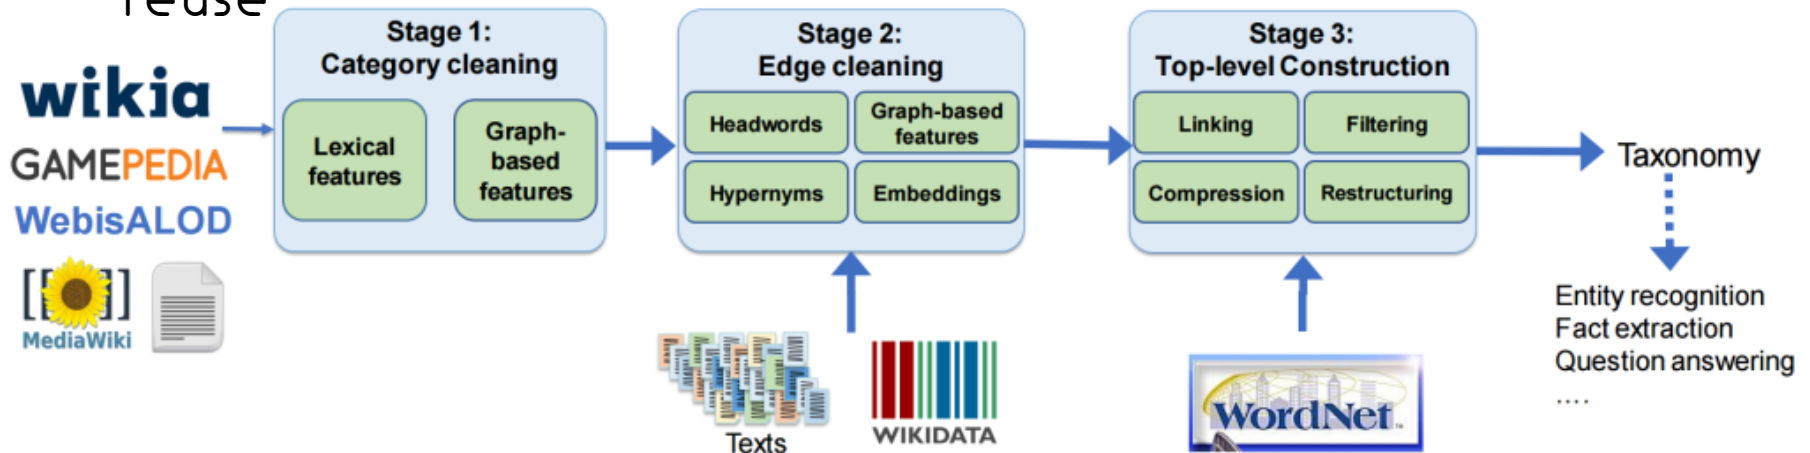 reuse
wikia
GAMEPEDIA
WebisALOD
[[ ]]
MediaWiki
Stage 1:
Category cleaning
Lexical
features
Graph-
based
features
Stage 2:
Edge cleaning
Headwords
Graph-based
features
Hypernyms
Embeddings
Texts
WIKIDATA
Stage 3:
Top-level Construction
Linking
Filtering
Compression
Restructuring
WordNet
Taxonomy
Entity recognition
Fact extraction
Question answering
....